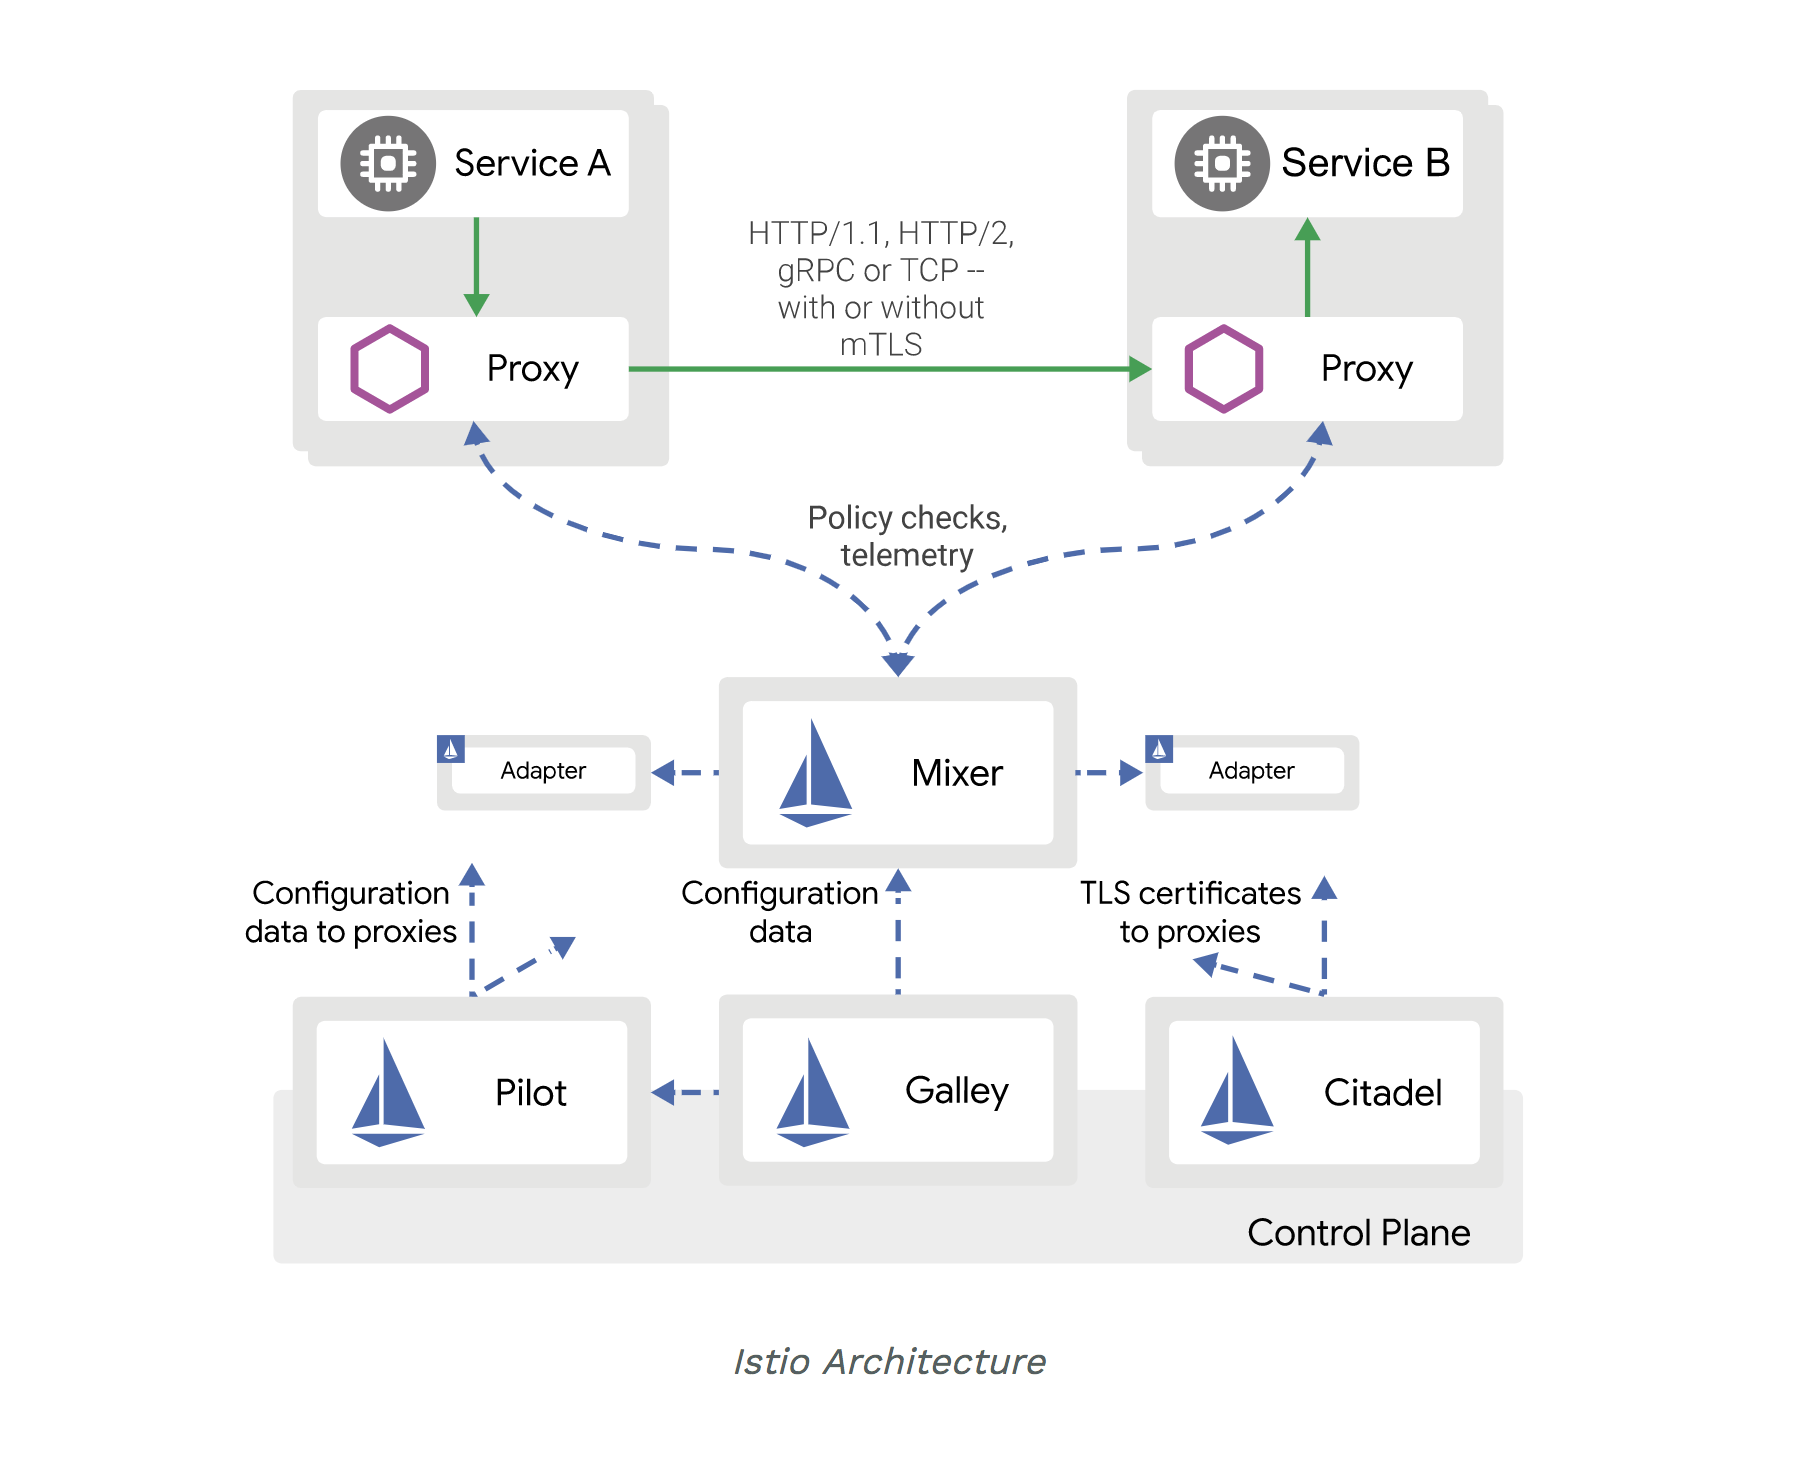 Service A
Service B
HTTP/1.1, HTTP/2,
gRPC or TCP --
with or without
mTLS
Proxy
Proxy
Policy checks,
telemetry
Adapter
Mixer
Adapter
Configuration
data to proxies
Configuration
data
TLS certificates
to proxies
Pilot
Galley
Citadel
Control Plane
Istio Architecture